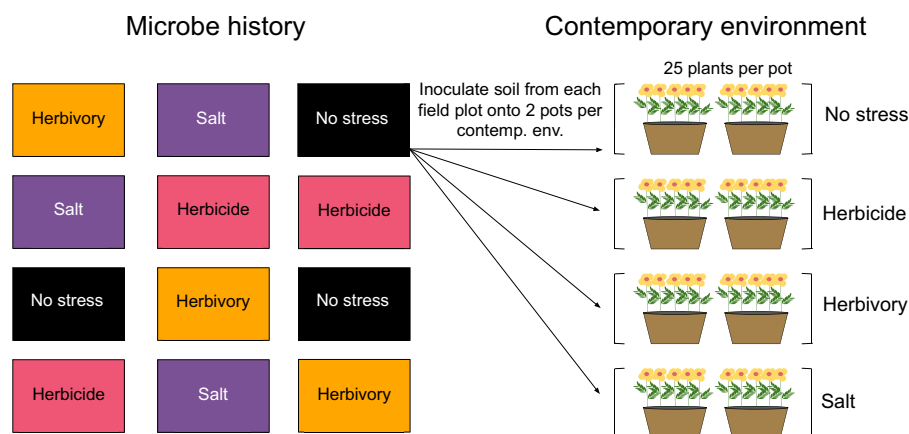 Microbe history
Contemporary environment
Herbivory
Salt
No stress
Salt
Herbicide
Herbicide
No stress
Herbivory
No stress
Herbicide
Salt
Herbivory
Inoculate soil from each
field plot onto 2 pots per
contemp. env.
25 plants per pot
No stress
Herbicide
Herbivory
Salt